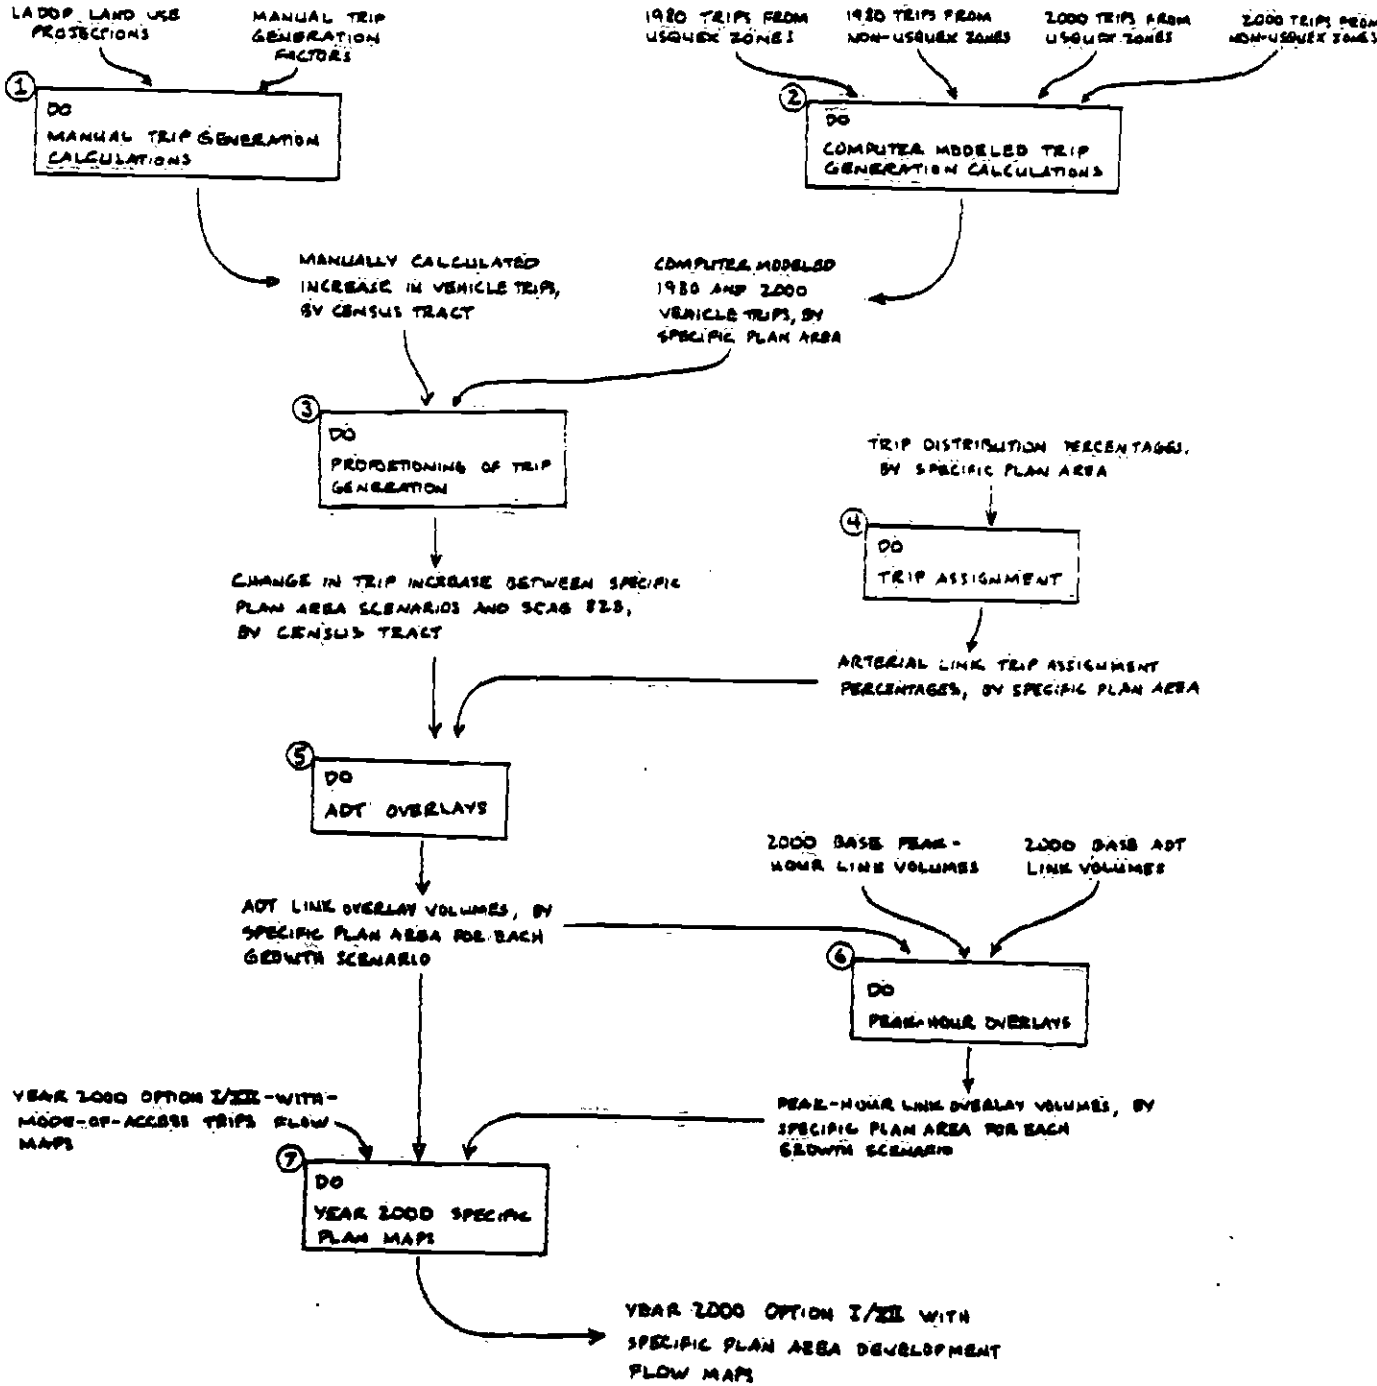 LADOP LAND USE
PROJECTIONS
MANUAL TRIP
GENERATION
FACTORS
1980 TRIPS FROM
USQUEX ZONES
1980 TRIPS FROM
NON-USQUEX ZONES
2000 TRIPS FROM
USQUEX ZONES
2000 TRIPS FROM
NON-USQUEX ZONES
1
DO
MANUAL TRIP GENERATION
CALCULATIONS
2
DO
COMPUTER MODELED TRIP
GENERATION CALCULATIONS
MANUALLY CALCULATED
INCREASE IN VEHICLE TRIPS,
BY CENSUS TRACT
COMPUTER MODELED
1980 AND 2000
VEHICLE TRIPS, BY
SPECIFIC PLAN AREA
3
DO
PROPORTIONING OF TRIP
GENERATION
TRIP DISTRIBUTION PERCENTAGES,
BY SPECIFIC PLAN AREA
4
DO
TRIP ASSIGNMENT
CHANGE IN TRIP INCREASE BETWEEN SPECIFIC
PLAN AREA SCENARIOS AND SCAG 82B,
BY CENSUS TRACT
ARTERIAL LINK TRIP ASSIGNMENT
PERCENTAGES, BY SPECIFIC PLAN AREA
5
DO
ADT OVERLAYS
2000 BASE PEAK-
HOUR LINK VOLUMES
2000 BASE ADT
LINK VOLUMES
ADT LINK OVERLAY VOLUMES, BY
SPECIFIC PLAN AREA FOR EACH
GROWTH SCENARIO
6
DO
PEAK-HOUR OVERLAYS
YEAR 2000 OPTION I/XII-WITH-
MODE-OF-ACCESS TRIPS FLOW
MAPS
PEAK-HOUR LINK OVERLAY VOLUMES, BY
SPECIFIC PLAN AREA FOR EACH
GROWTH SCENARIO
7
DO
YEAR 2000 SPECIFIC
PLAN MAPS
YEAR 2000 OPTION I/XII WITH
SPECIFIC PLAN AREA DEVELOPMENT
FLOW MAPS